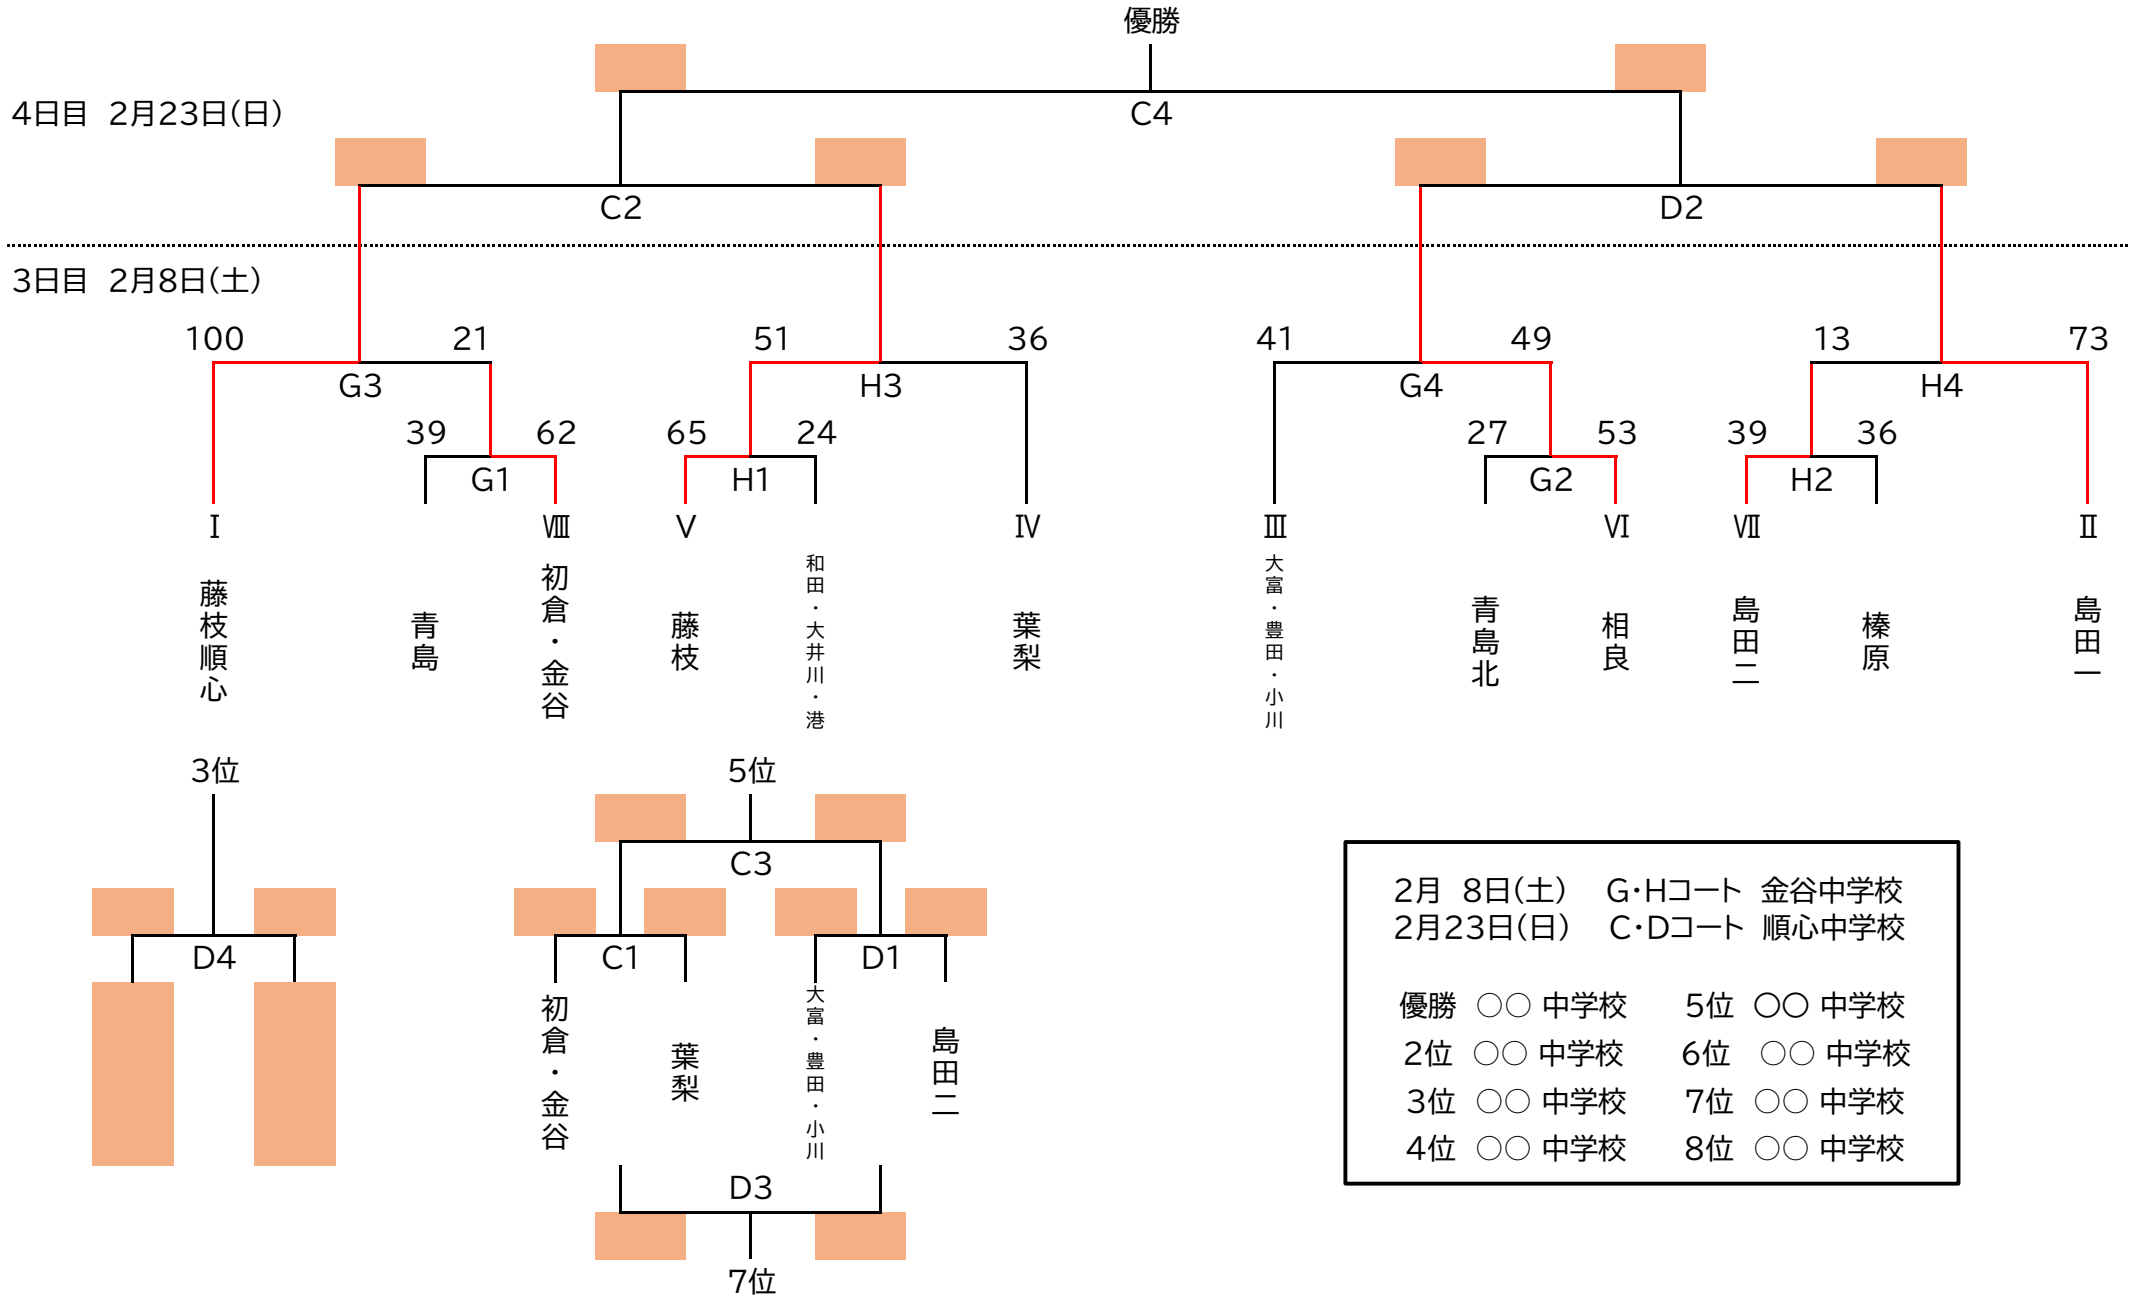 優勝
4日目 2月23日(日)
C4
C2
D2
3日目 2月8日(土)
100
21
51
36
41
49
13
73
G3
H3
G4
H4
39
62
65
24
27
53
39
36
G1
H1
G2
H2
Ⅰ
Ⅷ
Ⅴ
Ⅳ
Ⅲ
Ⅵ
Ⅶ
Ⅱ
藤枝順心
青島
初倉・金谷
藤枝
和田・大井川・港
葉梨
大富・豊田・小川
青島北
相良
島田二
榛原
島田一
3位
5位
C3
D4
C1
D1
初倉・金谷
葉梨
大富・豊田・小川
島田二
D3
7位
2月 8日(土) G・Hコート 金谷中学校
2月23日(日) C・Dコート 順心中学校
優勝 ○○ 中学校 5位 ○○ 中学校
2位 ○○ 中学校 6位 ○○ 中学校
3位 ○○ 中学校 7位 ○○ 中学校
4位 ○○ 中学校 8位 ○○ 中学校